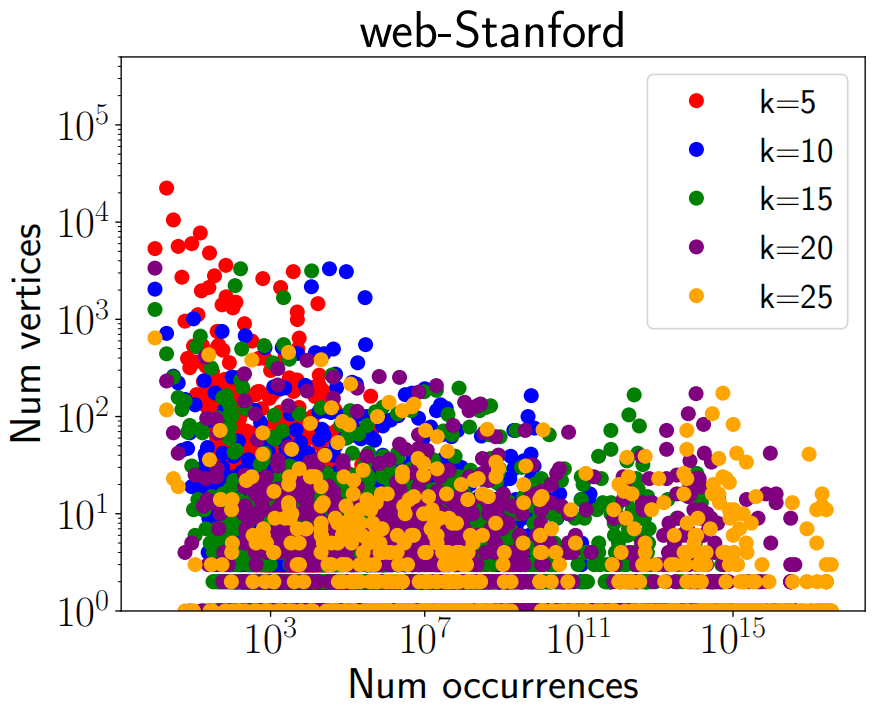 web-Stanford
Num vertices
10^5
10^4
10^3
10^2
10^1
10^0
k=5
k=10
k=15
k=20
k=25
10^3 10^7 10^11 10^15
Num occurrences